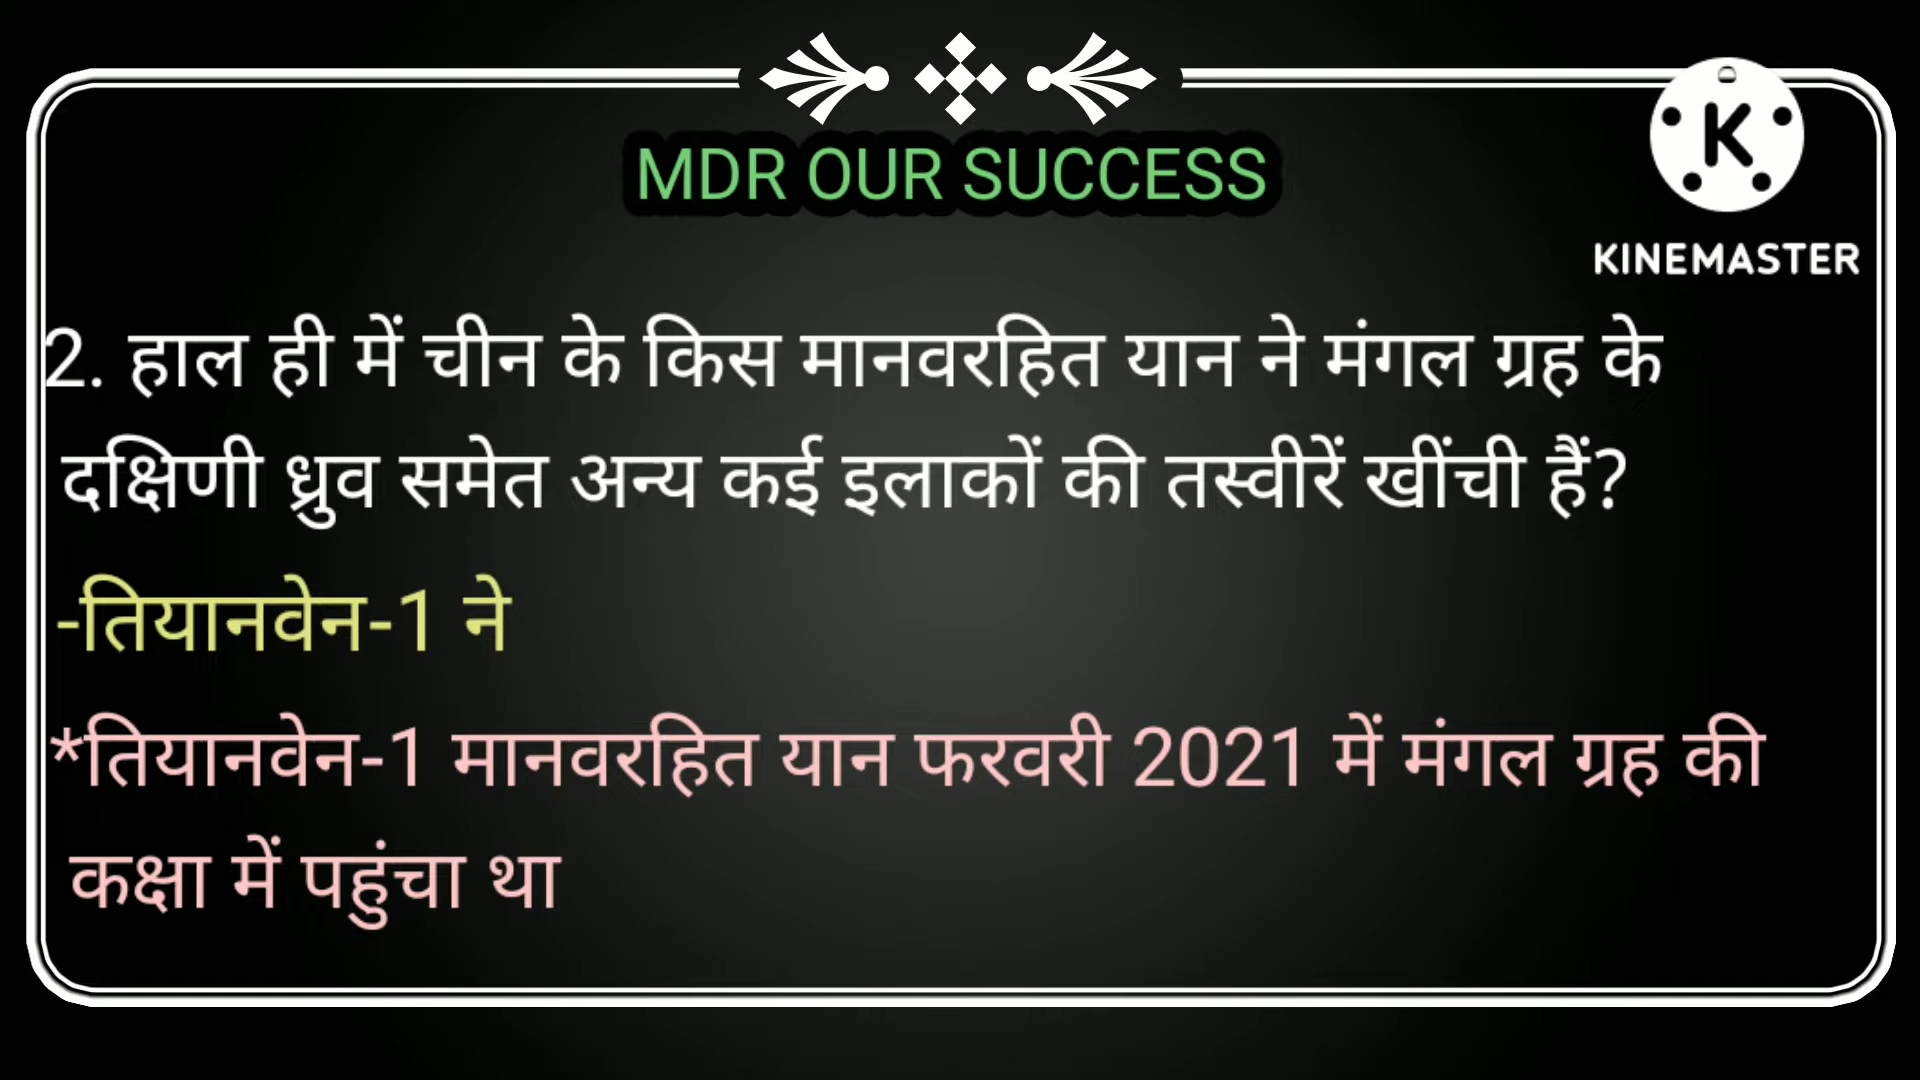 MDR OUR SUCCESS
K
KINEMASTER
2. हाल ही में चीन के किस मानवरहित यान ने मंगल ग्रह के
दक्षिणी ध्रुव समेत अन्य कई इलाकों की तस्वीरें खींची हैं?
-तियानवेन-1 ने
*तियानवेन-1 मानवरहित यान फरवरी 2021 में मंगल ग्रह की
कक्षा में पहुंचा था